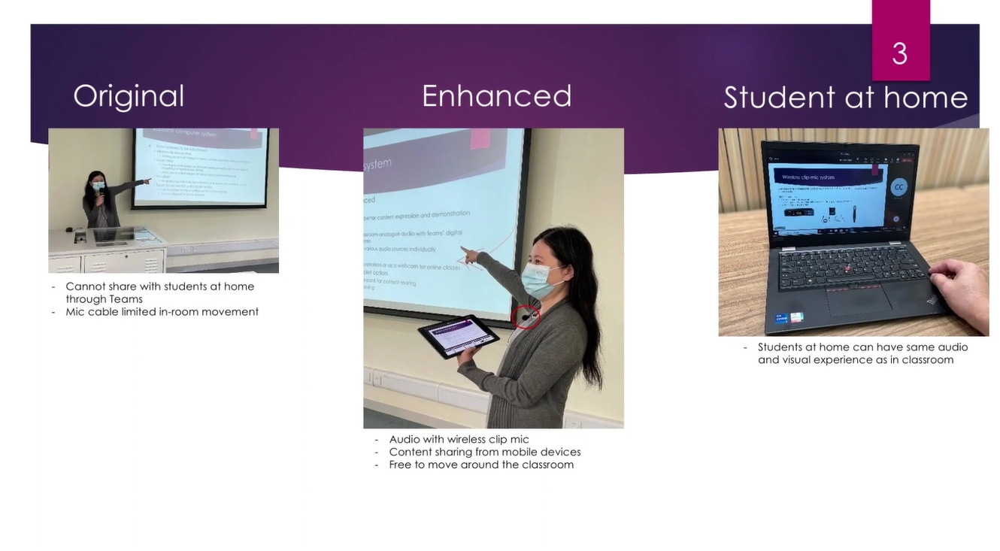 3
Original
Enhanced
Student at home
- Cannot share with students at home
through Teams
- Mic cable limited in-room movement
system
better content expression and demonstration
classroom analogue audio with Teams' digital
various audio sources individually
or as a webcam for online classes
option
for content sharing
- Audio with wireless clip mic
- Content sharing from mobile devices
- Free to move around the classroom
Wireless clip mic system
CC
- Students at home can have same audio
and visual experience as in classroom